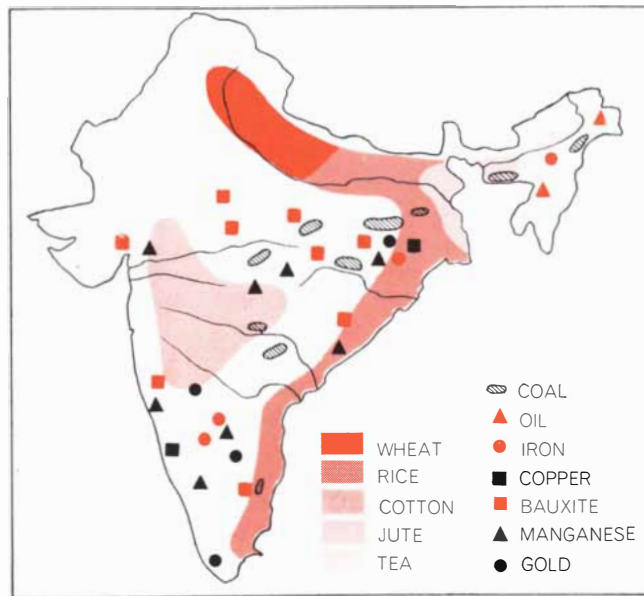 COAL
OIL
IRON
COPPER
BAUXITE
MANGANESE
GOLD
WHEAT
RICE
COTTON
JUTE
TEA